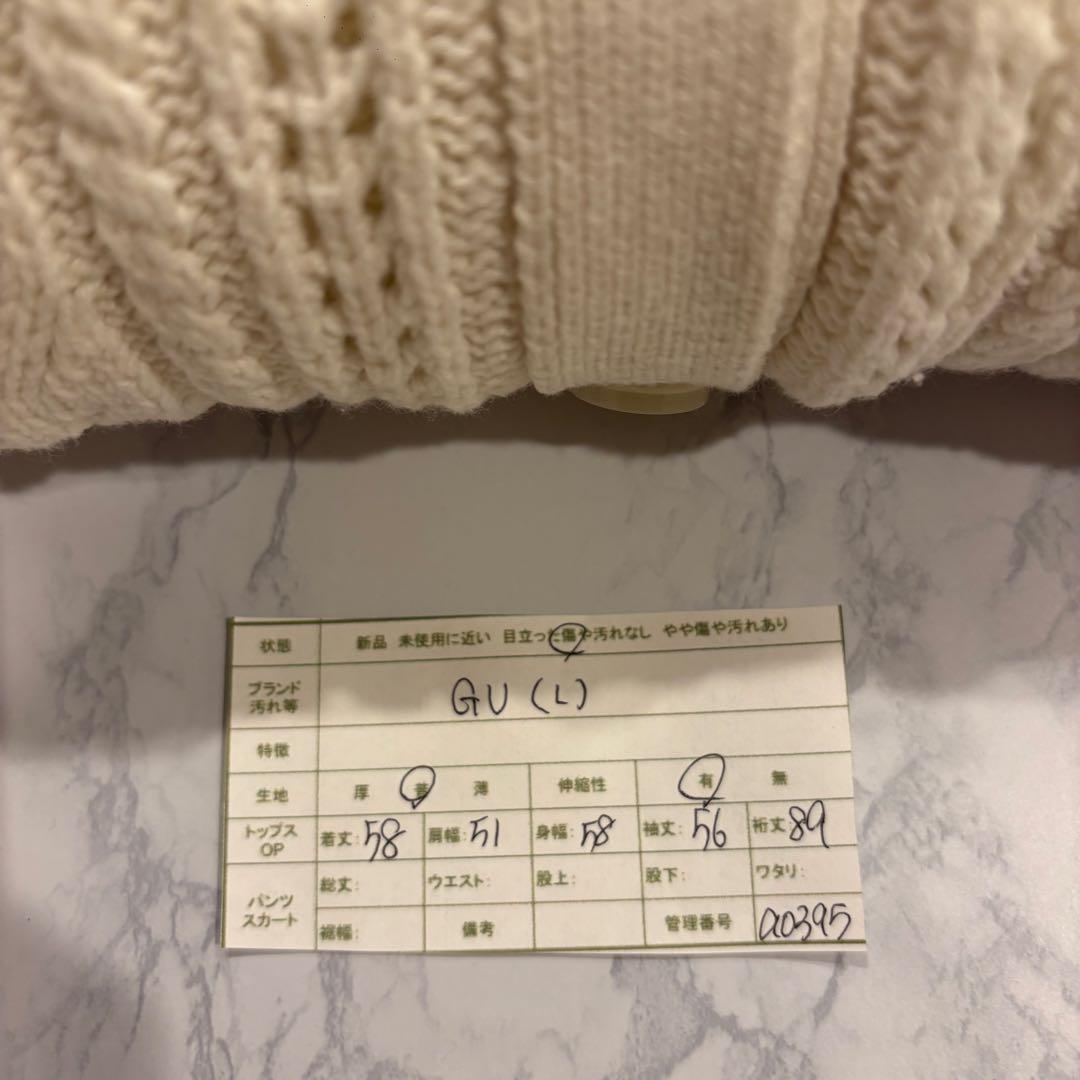 状態 新品 未使用に近い 目立った傷や汚れなし やや傷や汚れあり
ブランド
汚れ等
GU (L)
特徴
生地 厚 普 薄 伸縮性 有 無
トップス
OP
着丈:58 肩幅:51 身幅:58 袖丈:56 裄丈:89
パンツ
スカート
総丈: ウエスト: 股上: 股下: ワタリ:
裾幅: 備考 管理番号 a0395